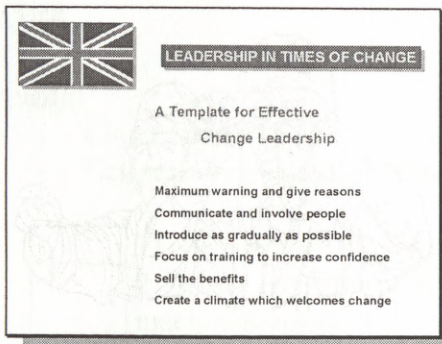 LEADERSHIP IN TIMES OF CHANGE
A Template for Effective
Change Leadership
Maximum warning and give reasons
Communicate and involve people
Introduce as gradually as possible
Focus on training to increase confidence
Sell the benefits
Create a climate which welcomes change